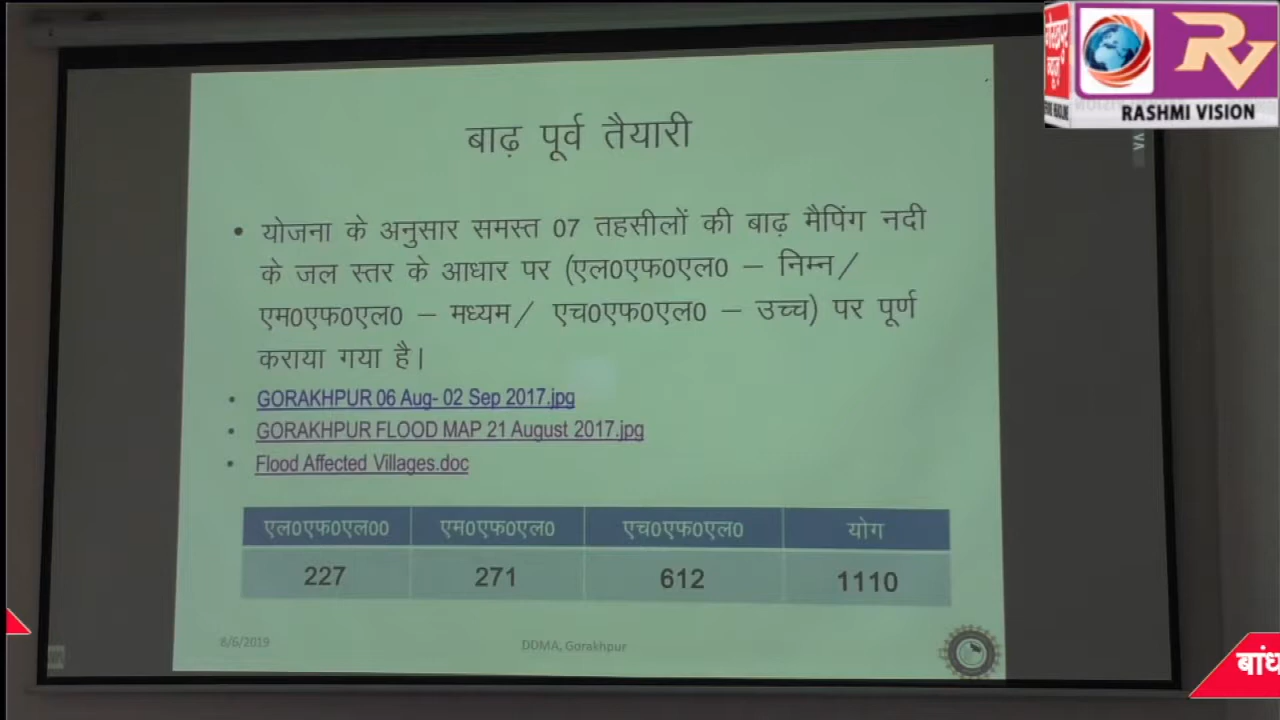 गोरखपुर न्यूज़
RASHMI VISION
बाढ़ पूर्व तैयारी
• योजना के अनुसार समस्त 07 तहसीलों की बाढ़ मैपिंग नदी
के जल स्तर के आधार पर (एल0एफ0एल0 – निम्न/
एम0एफ0एल0 – मध्यम/ एच0एफ0एल0 – उच्च) पर पूर्ण
कराया गया है।
• GORAKHPUR 06 Aug- 02 Sep 2017.jpg
• GORAKHPUR FLOOD MAP 21 August 2017.jpg
• Flood Affected Villages.doc
एल0एफ0एल00 एम0एफ0एल0 एच0एफ0एल0 योग
227 271 612 1110
8/6/2019 DDMA, Gorakhpur
बांध